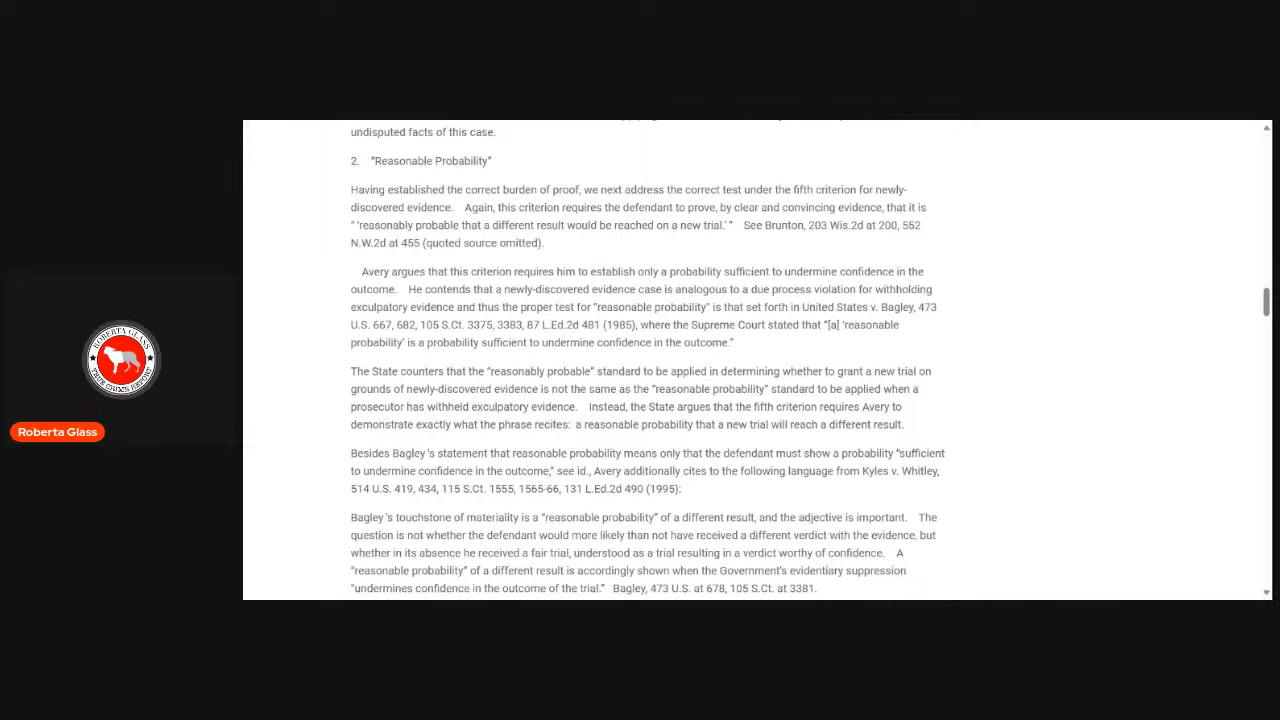 undisputed facts of this case.
2. “Reasonable Probability”
Having established the correct burden of proof, we next address the correct test under the fifth criterion for newly-
discovered evidence. Again, this criterion requires the defendant to prove, by clear and convincing evidence, that it is
“ ‘reasonably probable that a different result would be reached on a new trial.’ ” See Brunton, 203 Wis.2d at 200, 552
N.W.2d at 455 (quoted source omitted).
Avery argues that this criterion requires him to establish only a probability sufficient to undermine confidence in the
outcome. He contends that a newly-discovered evidence case is analogous to a due process violation for withholding
exculpatory evidence and thus the proper test for “reasonable probability” is that set forth in United States v. Bagley, 473
U.S. 667, 682, 105 S.Ct. 3375, 3383, 87 L.Ed.2d 481 (1985), where the Supreme Court stated that “[a] ‘reasonable
probability’ is a probability sufficient to undermine confidence in the outcome.”
The State counters that the “reasonably probable” standard to be applied in determining whether to grant a new trial on
grounds of newly-discovered evidence is not the same as the “reasonable probability” standard to be applied when a
prosecutor has withheld exculpatory evidence. Instead, the State argues that the fifth criterion requires Avery to
demonstrate exactly what the phrase recites: a reasonable probability that a new trial will reach a different result.
Besides Bagley’s statement that reasonable probability means only that the defendant must show a probability “sufficient
to undermine confidence in the outcome,” see id., Avery additionally cites to the following language from Kyles v. Whitley,
514 U.S. 419, 434, 115 S.Ct. 1555, 1565-66, 131 L.Ed.2d 490 (1995):
Bagley’s touchstone of materiality is a “reasonable probability” of a different result, and the adjective is important. The
question is not whether the defendant would more likely than not have received a different verdict with the evidence, but
whether in its absence he received a fair trial, understood as a trial resulting in a verdict worthy of confidence. A
“reasonable probability” of a different result is accordingly shown when the Government’s evidentiary suppression
“undermines confidence in the outcome of the trial.” Bagley, 473 U.S. at 678, 105 S.Ct. at 3381.
ROBERTA GLASS
TRUE CRIME REPORT
Roberta Glass